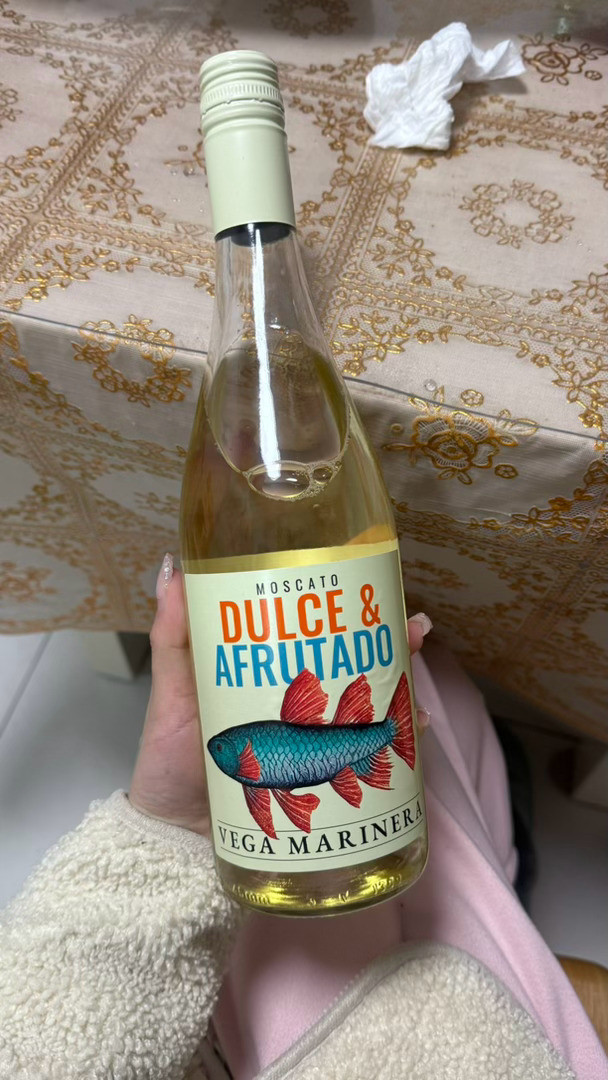 MOSCATO
DULCE &
AFRUTADO
VEGA MARINERA